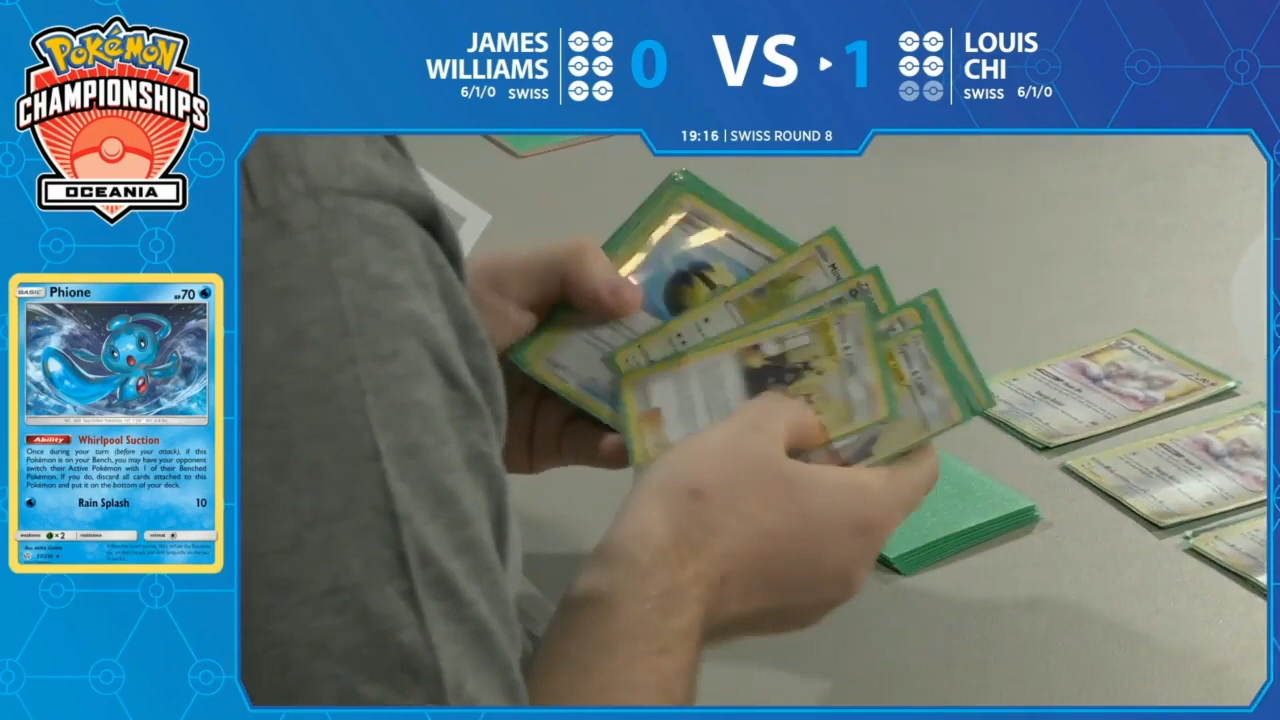 Pokémon
CHAMPIONSHIPS
OCEANIA
JAMES
WILLIAMS
6/1/0 SWISS
0 VS 1
LOUIS
CHI
SWISS 6/1/0
19:16 | SWISS ROUND 8
BASIC Phione HP70
Ability Whirlpool Suction
Once during your turn (before your attack), if this
Pokémon is on your Bench, you may have your opponent
switch their Active Pokémon with 1 of their Benched
Pokémon. If you do, discard all cards attached to this
Pokémon and put it on the bottom of your deck.
Rain Splash 10
weakness ×2 resistance retreat